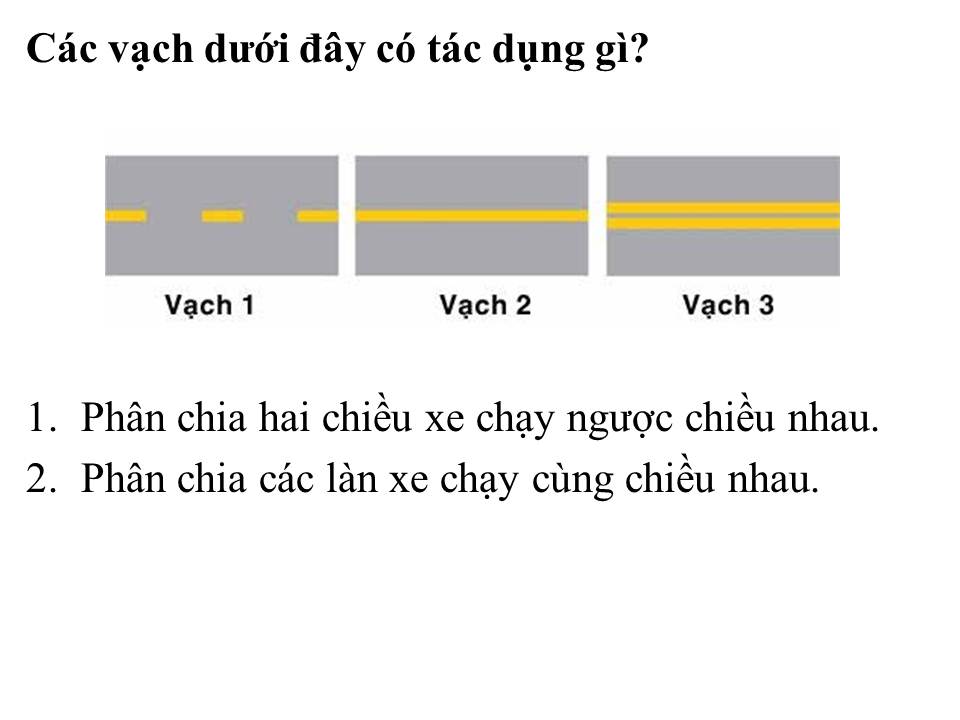 Các vạch dưới đây có tác dụng gì?
Vạch 1 Vạch 2 Vạch 3
1. Phân chia hai chiều xe chạy ngược chiều nhau.
2. Phân chia các làn xe chạy cùng chiều nhau.